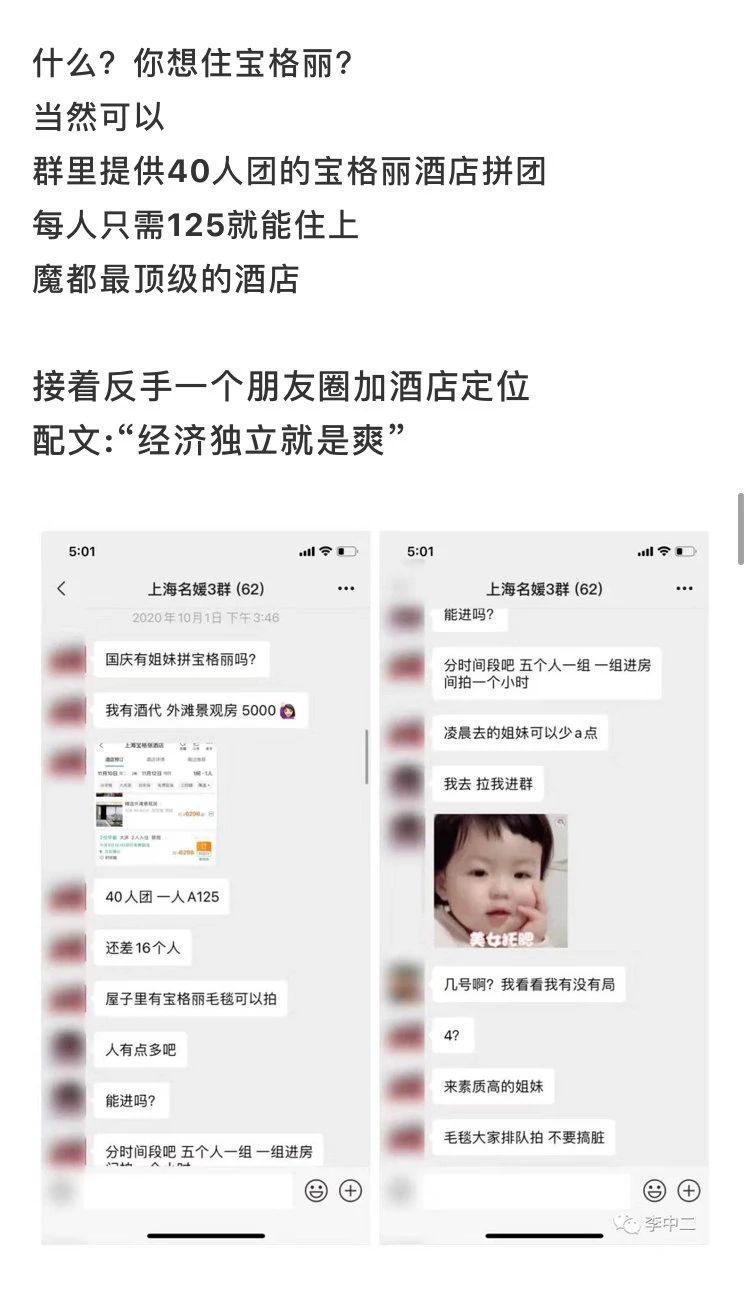 什么？你想住宝格丽？
当然可以
群里提供40人团的宝格丽酒店拼团
每人只需125就能住上
魔都最顶级的酒店
接着反手一个朋友圈加酒店定位
配文:“经济独立就是爽”
5:01
上海名媛3群 (62)
2020年10月1日 下午3:46
国庆有姐妹拼宝格丽吗?
我有酒代 外滩景观房 5000
上海宝格丽酒店
11月10日
11月12日
40人团 一人A125
还差16个人
屋子里有宝格丽毛毯可以拍
人有点多吧
能进吗?
分时间段吧 五个人一组 一组进房
间拍一个小时
5:01
上海名媛3群 (62)
能进吗?
分时间段吧 五个人一组 一组进房
间拍一个小时
凌晨去的姐妹可以少a点
我去 拉我进群
美女托腮
几号啊? 我看看我有没有局
4?
来素质高的姐妹
毛毯大家排队拍 不要搞脏
李中二